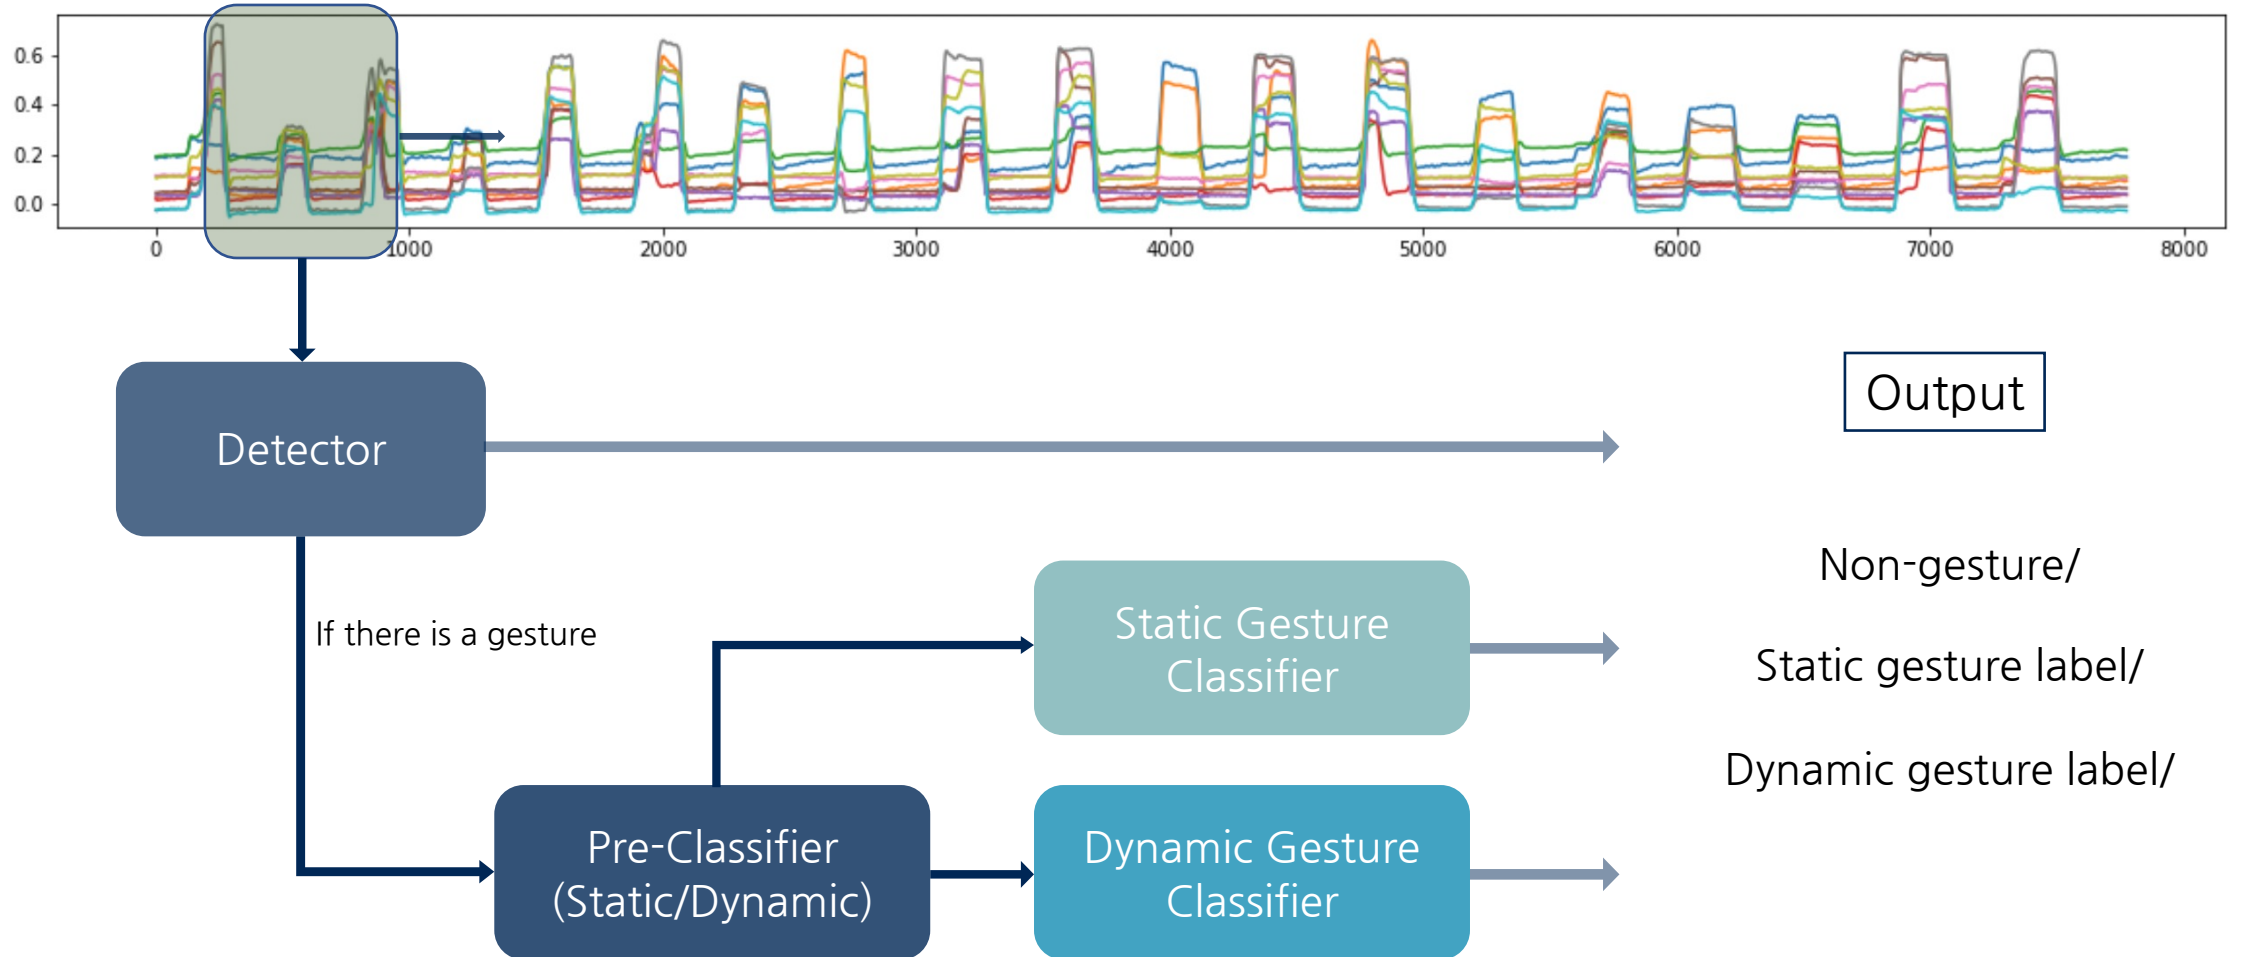 0.6
0.4
0.2
0.0
0 1000 2000 3000 4000 5000 6000 7000 8000
Output
Detector
Non-gesture/
If there is a gesture
Static Gesture
Classifier
Static gesture label/
Dynamic gesture label/
Pre-Classifier
(Static/Dynamic)
Dynamic Gesture
Classifier